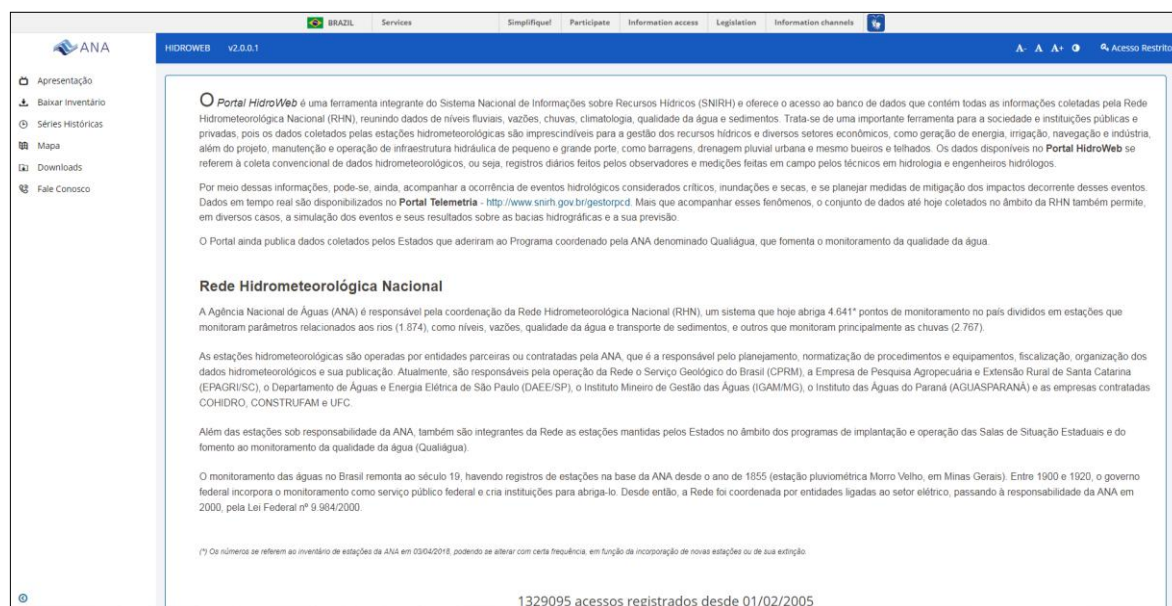 BRAZIL Services Simplifique! Participate Information access Legislation Information channels
ANA
HIDROWEB v2.0.0.1 A- A A+ Acesso Restrito
Apresentação
Baixar Inventário
Séries Históricas
Mapa
Downloads
Fale Conosco
O Portal HidroWeb é uma ferramenta integrante do Sistema Nacional de Informações sobre Recursos Hídricos (SNIRH) e oferece o acesso ao banco de dados que contém todas as informações coletadas pela Rede
Hidrometeorológica Nacional (RHN), reunindo dados de níveis fluviais, vazões, chuvas, climatologia, qualidade da água e sedimentos. Trata-se de uma importante ferramenta para a sociedade e instituições públicas e
privadas, pois os dados coletados pelas estações hidrometeorológicas são imprescindíveis para a gestão dos recursos hídricos e diversos setores econômicos, como geração de energia, irrigação, navegação e indústria,
além do projeto, manutenção e operação de infraestrutura hidráulica de pequeno e grande porte, como barragens, drenagem pluvial urbana e mesmo bueiros e telhados. Os dados disponíveis no Portal HidroWeb se
referem à coleta convencional de dados hidrometeorológicos, ou seja, registros diários feitos pelos observadores e medições feitas em campo pelos técnicos em hidrologia e engenheiros hidrólogos.
Por meio dessas informações, pode-se, ainda, acompanhar a ocorrência de eventos hidrológicos considerados críticos, inundações e secas, e se planejar medidas de mitigação dos impactos decorrente desses eventos.
Dados em tempo real são disponibilizados no Portal Telemetria - http://www.snirh.gov.br/gestorpcd. Mais que acompanhar esses fenômenos, o conjunto de dados até hoje coletados no âmbito da RHN também permite,
em diversos casos, a simulação dos eventos e seus resultados sobre as bacias hidrográficas e a sua previsão.
O Portal ainda publica dados coletados pelos Estados que aderiram ao Programa coordenado pela ANA denominado Qualiágua, que fomenta o monitoramento da qualidade da água.
Rede Hidrometeorológica Nacional
A Agência Nacional de Águas (ANA) é responsável pela coordenação da Rede Hidrometeorológica Nacional (RHN), um sistema que hoje abriga 4.641* pontos de monitoramento no país divididos em estações que
monitoram parâmetros relacionados aos rios (1.874), como níveis, vazões, qualidade da água e transporte de sedimentos, e outros que monitoram principalmente as chuvas (2.767).
As estações hidrometeorológicas são operadas por entidades parceiras ou contratadas pela ANA, que é a responsável pelo planejamento, normatização de procedimentos e equipamentos, fiscalização, organização dos
dados hidrometeorológicos e sua publicação. Atualmente, são responsáveis pela operação da Rede o Serviço Geológico do Brasil (CPRM), a Empresa de Pesquisa Agropecuária e Extensão Rural de Santa Catarina
(EPAGRI/SC), o Departamento de Águas e Energia Elétrica de São Paulo (DAEE/SP), o Instituto Mineiro de Gestão das Águas (IGAM/MG), o Instituto das Águas do Paraná (AGUASPARANÁ) e as empresas contratadas
COHIDRO, CONSTRUFAM e UFC.
Além das estações sob responsabilidade da ANA, também são integrantes da Rede as estações mantidas pelos Estados no âmbito dos programas de implantação e operação das Salas de Situação Estaduais e do
fomento ao monitoramento da qualidade da água (Qualiágua).
O monitoramento das águas no Brasil remonta ao século 19, havendo registros de estações na base da ANA desde o ano de 1855 (estação pluviométrica Morro Velho, em Minas Gerais). Entre 1900 e 1920, o governo
federal incorpora o monitoramento como serviço público federal e cria instituições para abriga-lo. Desde então, a Rede foi coordenada por entidades ligadas ao setor elétrico, passando à responsabilidade da ANA em
2000, pela Lei Federal nº 9.984/2000.
(*) Os números se referem ao inventário de estações da ANA em 03/04/2018, podendo se alterar com certa frequência, em função da incorporação de novas estações ou de sua extinção.
1329095 acessos registrados desde 01/02/2005